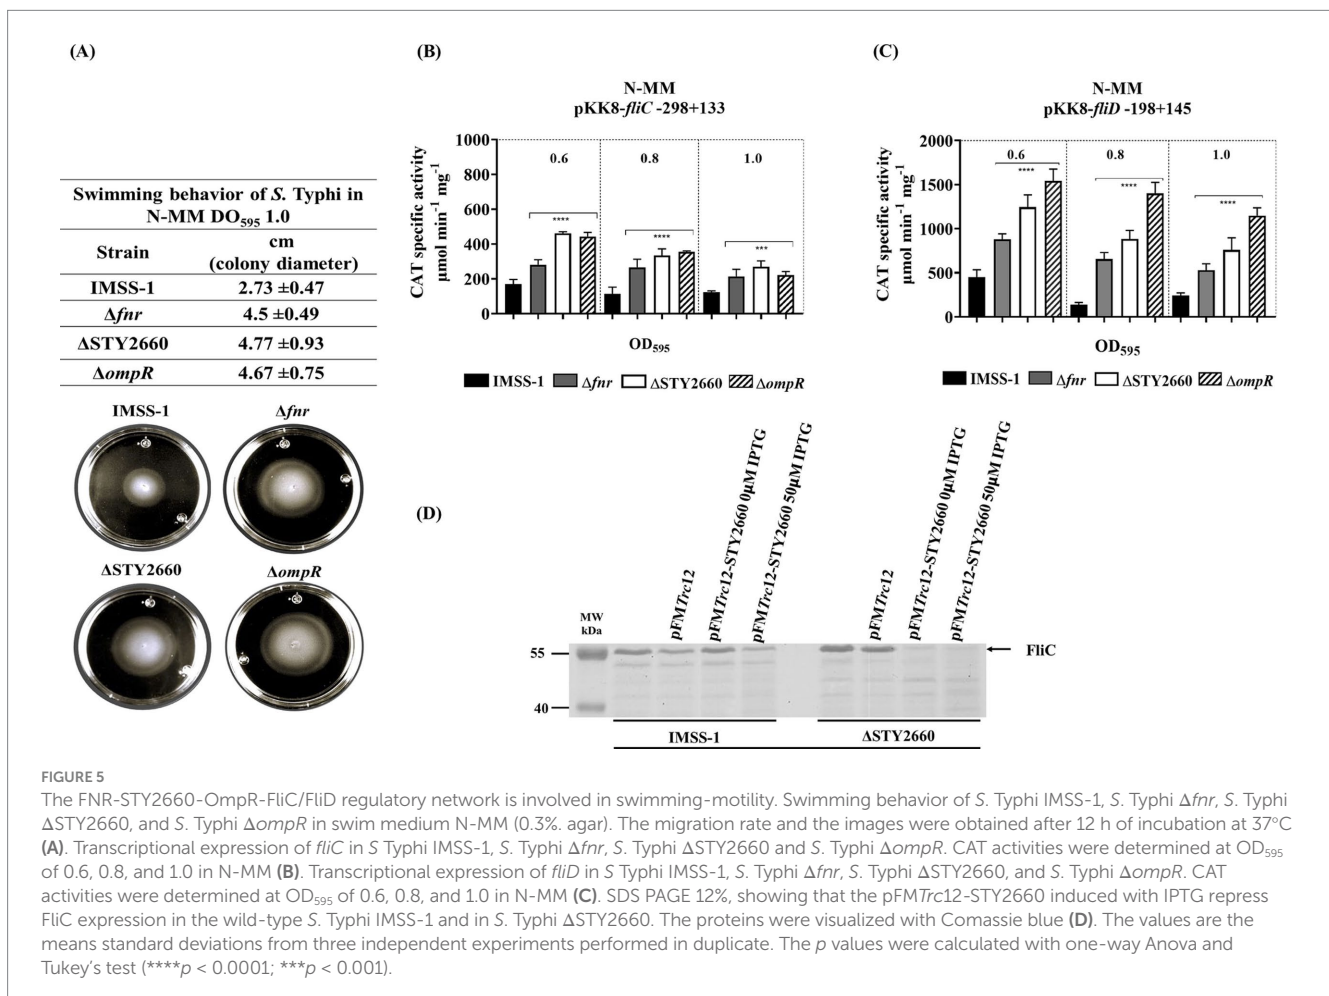 (A)
Swimming behavior of S. Typhi in
N-MM DO595 1.0
Strain
cm
(colony diameter)
IMSS-1
2.73 ±0.47
Δfnr
4.5 ±0.49
ΔSTY2660
4.77 ±0.93
ΔompR
4.67 ±0.75
IMSS-1
Δfnr
ΔSTY2660
ΔompR
(B)
N-MM
pKK8-fliC -298+133
CAT specific activity
µmol min-1 mg-1
1000
800
600
400
200
0
0.6
0.8
1.0
****
****
***
OD595
IMSS-1
Δfnr
ΔSTY2660
ΔompR
(C)
N-MM
pKK8-fliD -198+145
CAT specific activity
µmol min-1 mg-1
2000
1500
1000
500
0
0.6
0.8
1.0
****
****
****
OD595
IMSS-1
Δfnr
ΔSTY2660
ΔompR
(D)
MW
kDa
pFMTrc12
pFMTrc12-STY2660 0µM IPTG
pFMTrc12-STY2660 50µM IPTG
pFMTrc12
pFMTrc12-STY2660 0µM IPTG
pFMTrc12-STY2660 50µM IPTG
55
40
FliC
IMSS-1
ΔSTY2660
FIGURE 5
The FNR-STY2660-OmpR-FliC/FliD regulatory network is involved in swimming-motility. Swimming behavior of S. Typhi IMSS-1, S. Typhi Δfnr, S. Typhi
ΔSTY2660, and S. Typhi ΔompR in swim medium N-MM (0.3%. agar). The migration rate and the images were obtained after 12 h of incubation at 37°C
(A). Transcriptional expression of fliC in S Typhi IMSS-1, S. Typhi Δfnr, S. Typhi ΔSTY2660 and S. Typhi ΔompR. CAT activities were determined at OD595
of 0.6, 0.8, and 1.0 in N-MM (B). Transcriptional expression of fliD in S Typhi IMSS-1, S. Typhi Δfnr, S. Typhi ΔSTY2660, and S. Typhi ΔompR. CAT
activities were determined at OD595 of 0.6, 0.8, and 1.0 in N-MM (C). SDS PAGE 12%, showing that the pFMTrc12-STY2660 induced with IPTG repress
FliC expression in the wild-type S. Typhi IMSS-1 and in S. Typhi ΔSTY2660. The proteins were visualized with Comassie blue (D). The values are the
means standard deviations from three independent experiments performed in duplicate. The p values were calculated with one-way Anova and
Tukey's test (****p < 0.0001; ***p < 0.001).